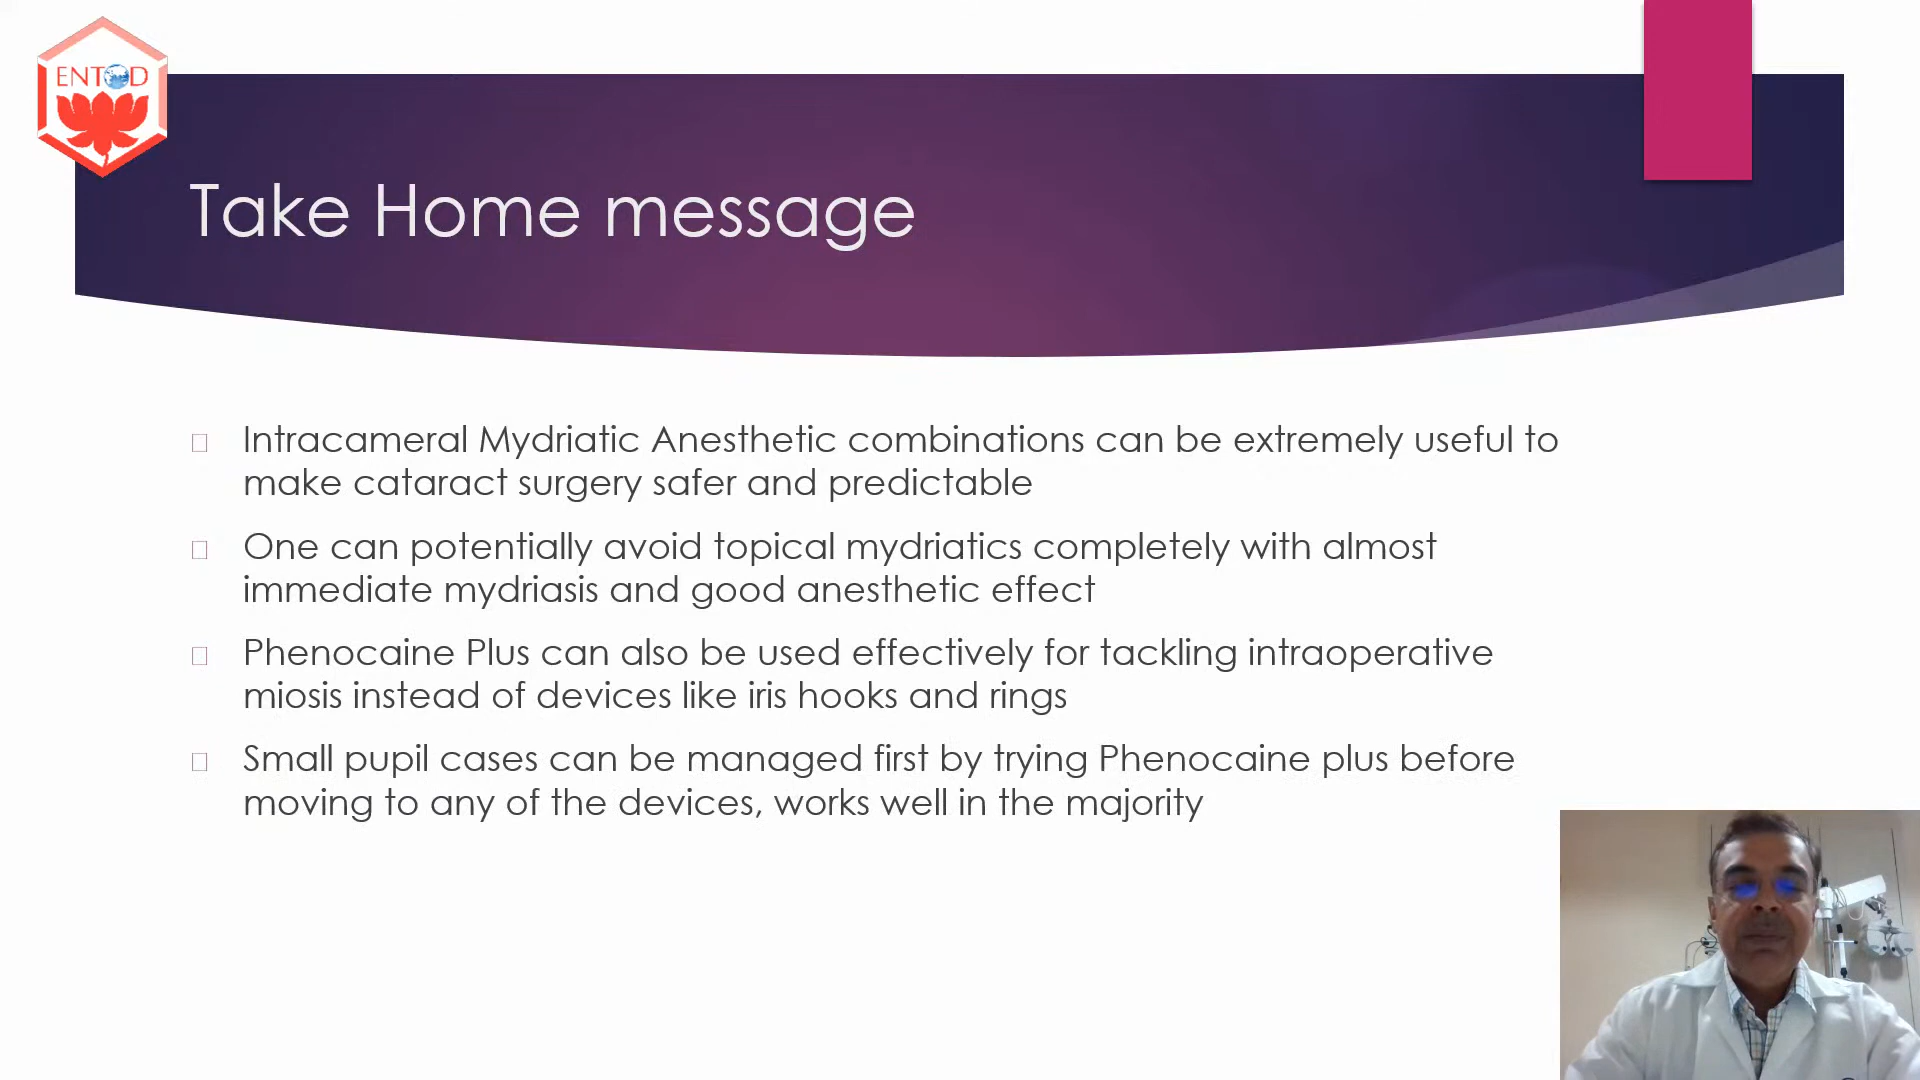 ENTOD
Take Home message
Intracameral Mydriatic Anesthetic combinations can be extremely useful to
make cataract surgery safer and predictable
One can potentially avoid topical mydriatics completely with almost
immediate mydriasis and good anesthetic effect
Phenocaine Plus can also be used effectively for tackling intraoperative
miosis instead of devices like iris hooks and rings
Small pupil cases can be managed first by trying Phenocaine plus before
moving to any of the devices, works well in the majority